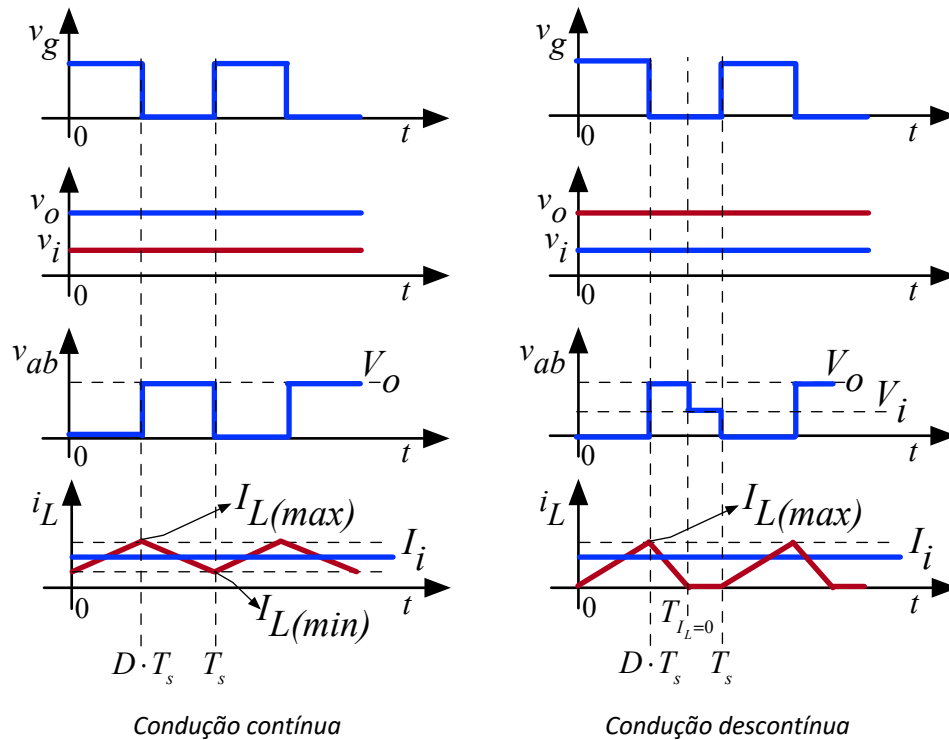 v_g
0
t
v_o
v_i
0
t
v_ab
V_o
0
t
i_L
I_L(max)
I_i
0
I_L(min)
t
D · T_s
T_s
Condução contínua
v_g
0
t
v_o
v_i
0
t
v_ab
V_o
V_i
0
t
i_L
I_L(max)
I_i
0
T_{I_L=0}
t
D · T_s
T_s
Condução descontínua